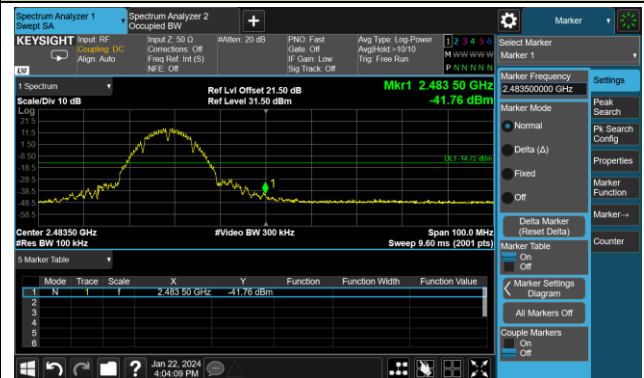 Spectrum Analyzer 1
Swept SA
Spectrum Analyzer 2
Occupied BW
+
Marker
KEYSIGHT
Input: RF
Coupling: DC
Align: Auto
Input Z: 50 Ω
Corrections: Off
Freq Ref: Int (S)
NFE: Off
#Atten: 20 dB
PNO: Fast
Gate: Off
IF Gain: Low
Sig Track: Off
Avg Type: Log-Power
Avg|Hold:>10/10
Trig: Free Run
1 2 3 4 5 6
M W W W W W
P N N N N N
LXI
Select Marker
Marker 1
1 Spectrum
Scale/Div 10 dB
Log
Ref Lvl Offset 21.50 dB
Ref Level 31.50 dBm
Mkr1 2.483 50 GHz
-41.76 dBm
21.5
11.5
1.50
-8.50
-18.5
-28.5
-38.5
-48.5
-58.5
DL1 -14.72 dBm
1
Center 2.48350 GHz
#Res BW 100 kHz
#Video BW 300 kHz
Span 100.0 MHz
Sweep 9.60 ms (2001 pts)
5 Marker Table
Mode Trace Scale X Y Function Function Width Function Value
1 N 1 f 2.483 50 GHz -41.76 dBm
2
3
4
5
6
Marker Frequency
2.483500000 GHz
Marker Mode
Normal
Delta (Δ)
Fixed
Off
Delta Marker
(Reset Delta)
Marker Table
On
Off
Marker Settings
Diagram
All Markers Off
Couple Markers
On
Off
Settings
Peak
Search
Pk Search
Config
Properties
Marker
Function
Marker→
Counter
?
Jan 22, 2024
4:04:09 PM